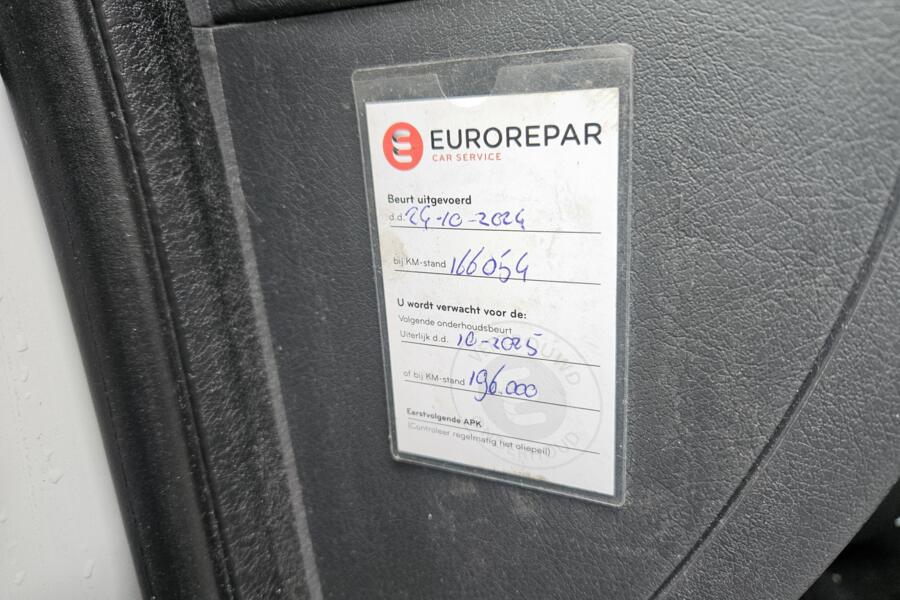 EUROREPAR
CAR SERVICE
Beurt uitgevoerd
d.d. 24-10-2024
bij KM-stand 166054
U wordt verwacht voor de:
Volgende onderhoudsbeurt
Uiterlijk d.d. 10-2025
of bij KM-stand 196.000
Eerstvolgende APK
(Controleer regelmatig het oliepeil)